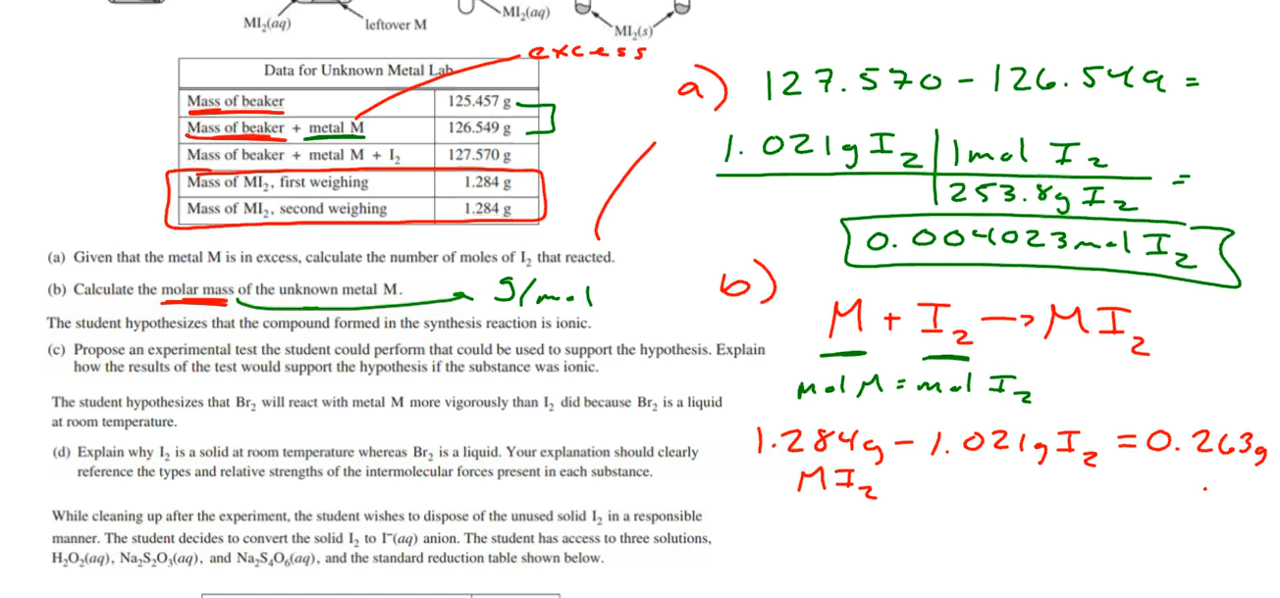 MI₂(aq)
leftover M
MI₂(aq)
MI₂(s)
excess
Data for Unknown Metal Lab
Mass of beaker 125.457 g
Mass of beaker + metal M 126.549 g
Mass of beaker + metal M + I₂ 127.570 g
Mass of MI₂, first weighing 1.284 g
Mass of MI₂, second weighing 1.284 g
(a) Given that the metal M is in excess, calculate the number of moles of I₂ that reacted.
(b) Calculate the molar mass of the unknown metal M.
g/mol
The student hypothesizes that the compound formed in the synthesis reaction is ionic.
(c) Propose an experimental test the student could perform that could be used to support the hypothesis. Explain
how the results of the test would support the hypothesis if the substance was ionic.
The student hypothesizes that Br₂ will react with metal M more vigorously than I₂ did because Br₂ is a liquid
at room temperature.
(d) Explain why I₂ is a solid at room temperature whereas Br₂ is a liquid. Your explanation should clearly
reference the types and relative strengths of the intermolecular forces present in each substance.
While cleaning up after the experiment, the student wishes to dispose of the unused solid I₂ in a responsible
manner. The student decides to convert the solid I₂ to I⁻(aq) anion. The student has access to three solutions,
H₂O₂(aq), Na₂S₂O₃(aq), and Na₂S₄O₆(aq), and the standard reduction table shown below.
a) 127.570 - 126.549 =
1.021g I₂ | 1mol I₂
253.8g I₂ =
0.004023mol I₂
b)
M + I₂ → MI₂
mol M = mol I₂
1.284g - 1.021g I₂ = 0.263g
MI₂